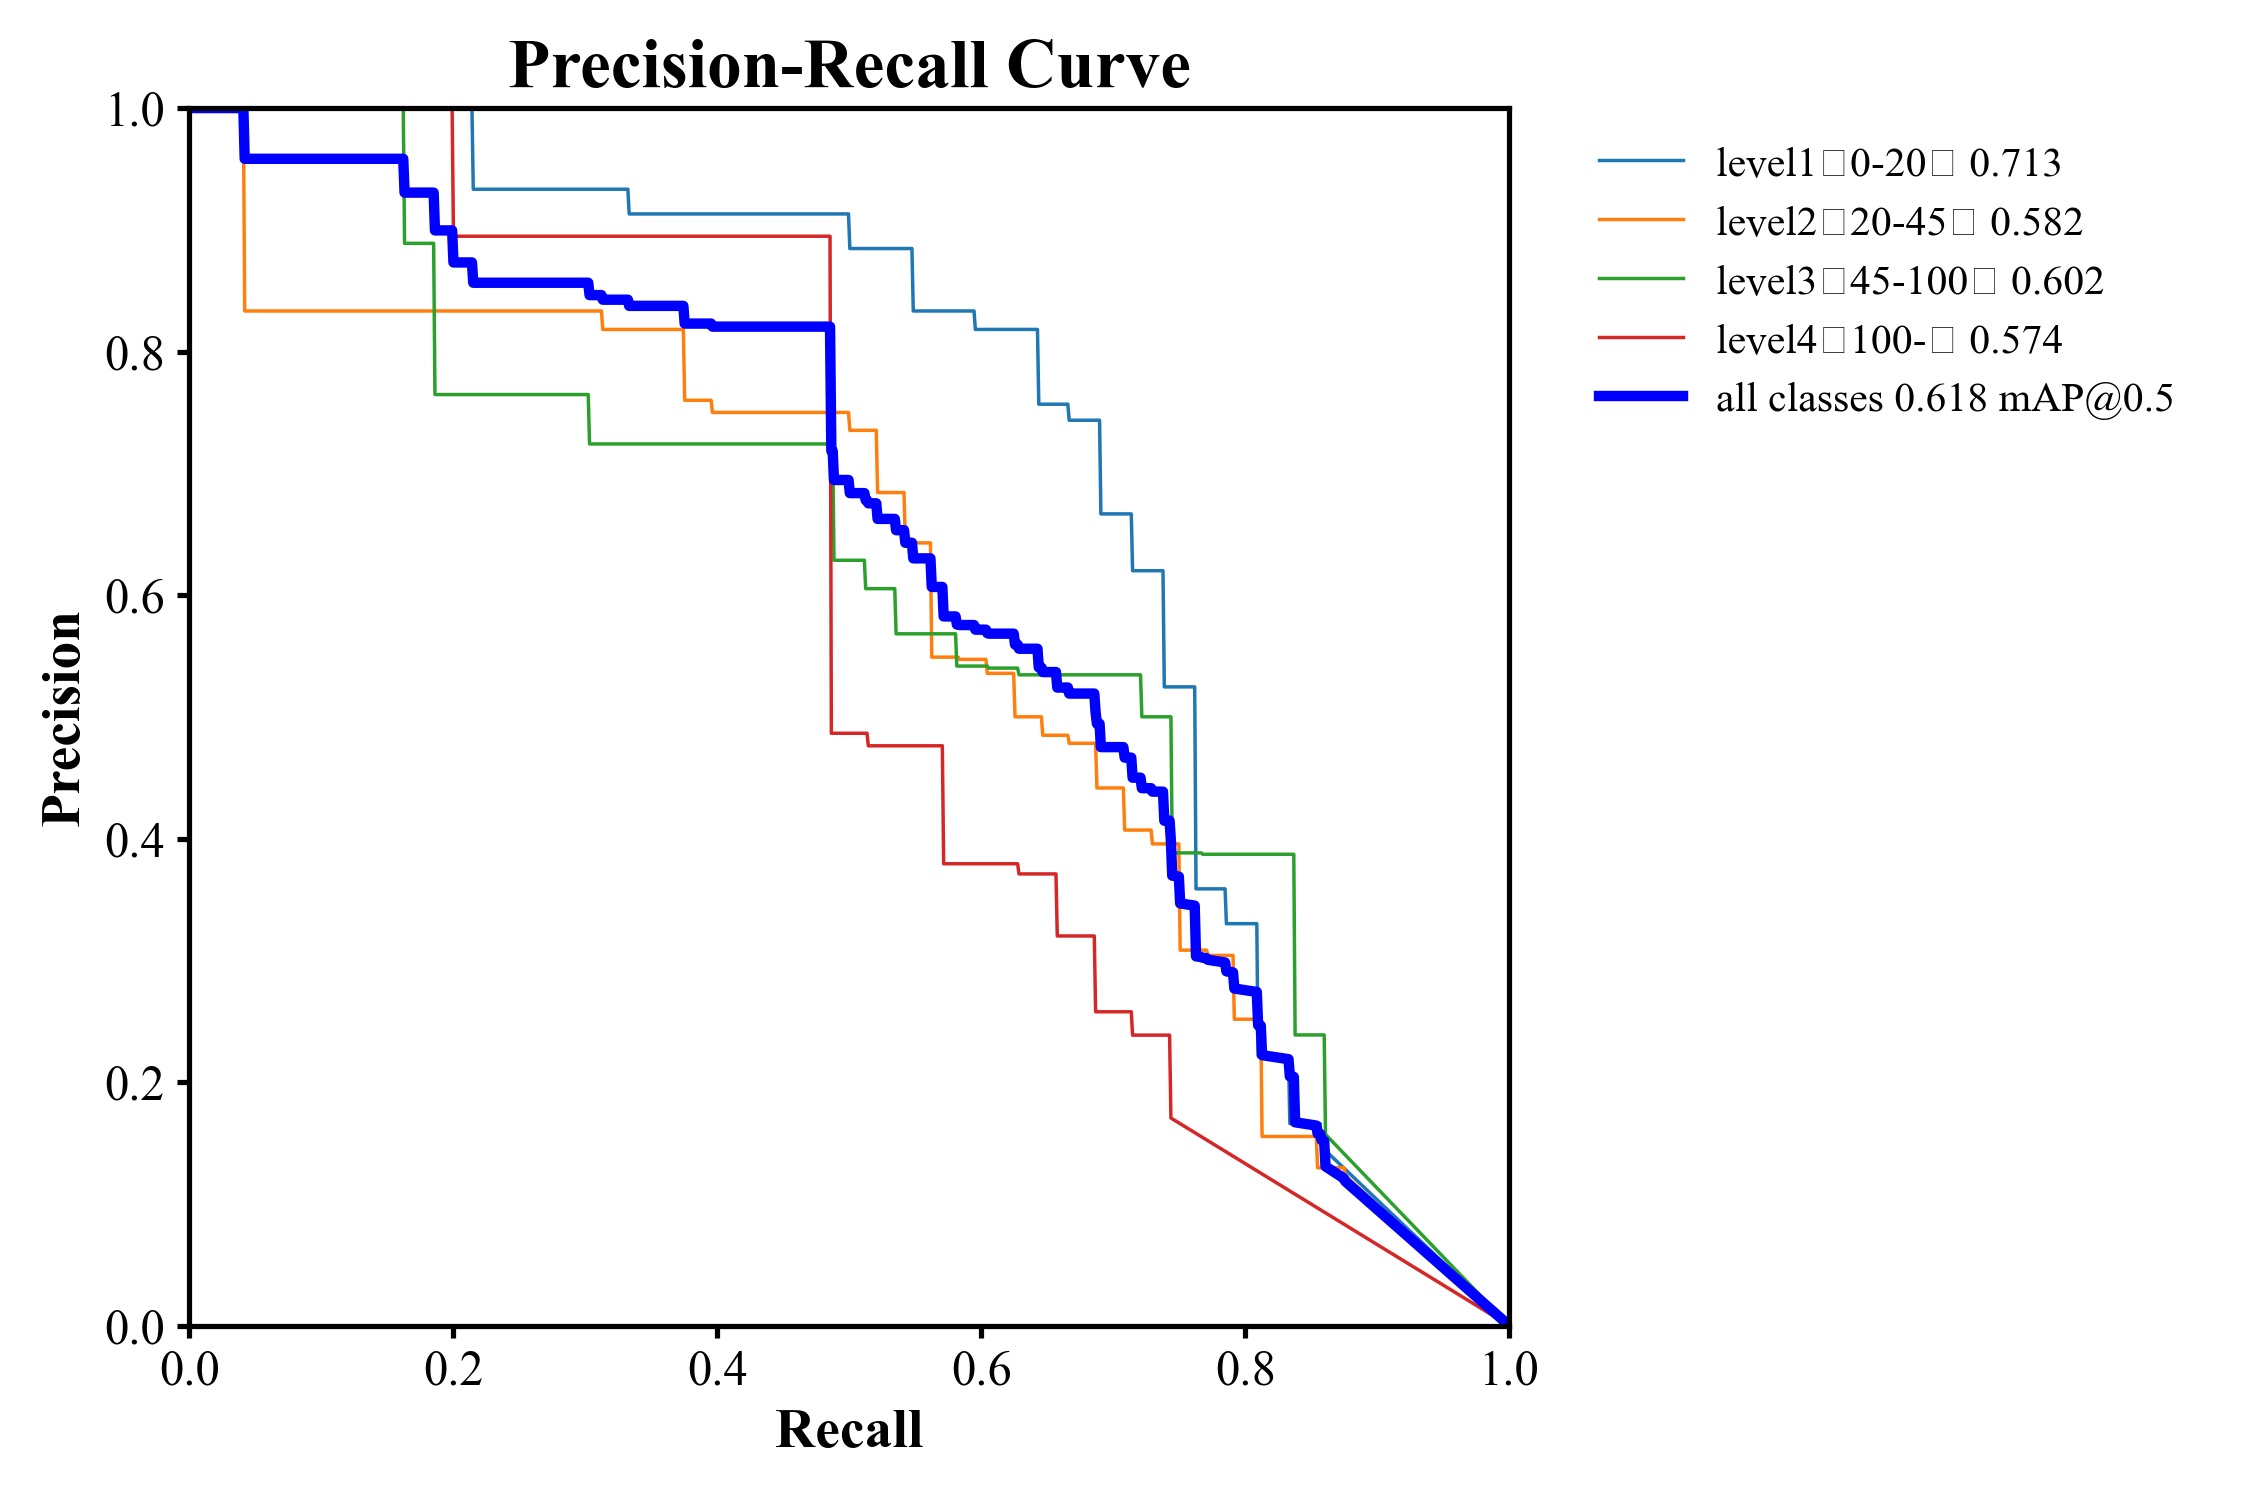 Precision-Recall Curve
1.0
0.8
0.6
0.4
0.2
0.0
Precision
0.0 0.2 0.4 0.6 0.8 1.0
Recall
level1□0-20□ 0.713
level2□20-45□ 0.582
level3□45-100□ 0.602
level4□100-□ 0.574
all classes 0.618 mAP@0.5